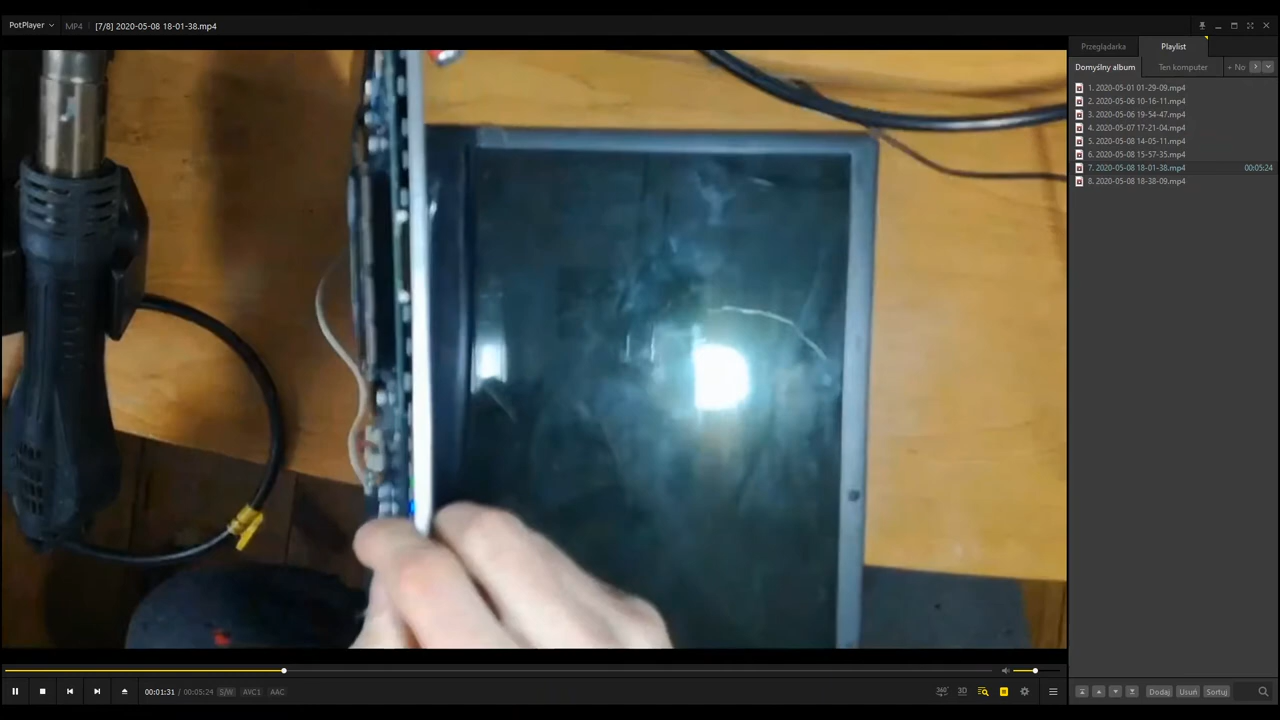 PotPlayer MP4 [7/8] 2020-05-08 18-01-38.mp4
Przeglądarka Playlist
Domyślny album Ten komputer + No
1. 2020-05-01 01-29-09.mp4
2. 2020-05-06 10-16-11.mp4
3. 2020-05-06 19-54-47.mp4
4. 2020-05-07 17-21-04.mp4
5. 2020-05-08 14-05-11.mp4
6. 2020-05-08 15-57-35.mp4
7. 2020-05-08 18-01-38.mp4 00:05:24
8. 2020-05-08 18-38-09.mp4
00:01:31 / 00:05:24 S/W AVC1 AAC 360° 3D Dodaj Usuń Sortuj